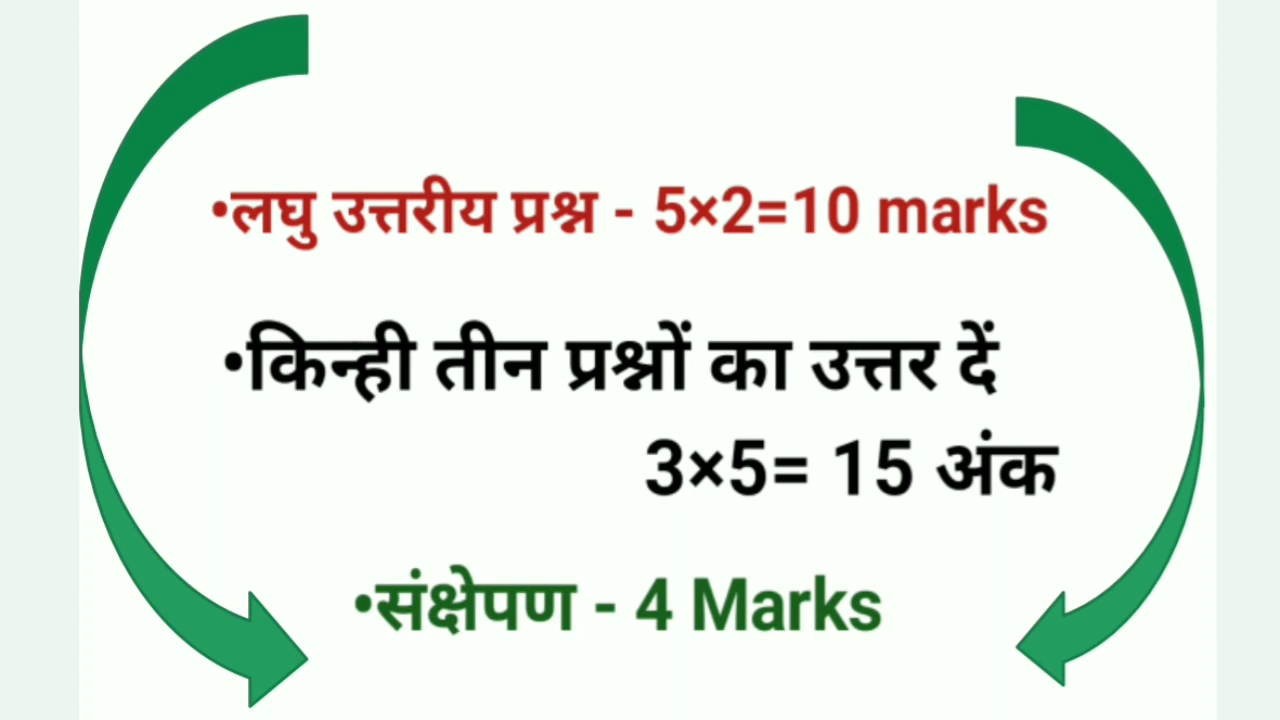 •लघु उत्तरीय प्रश्न - 5×2=10 marks
•किन्ही तीन प्रश्नों का उत्तर दें
3×5= 15 अंक
•संक्षेपण - 4 Marks